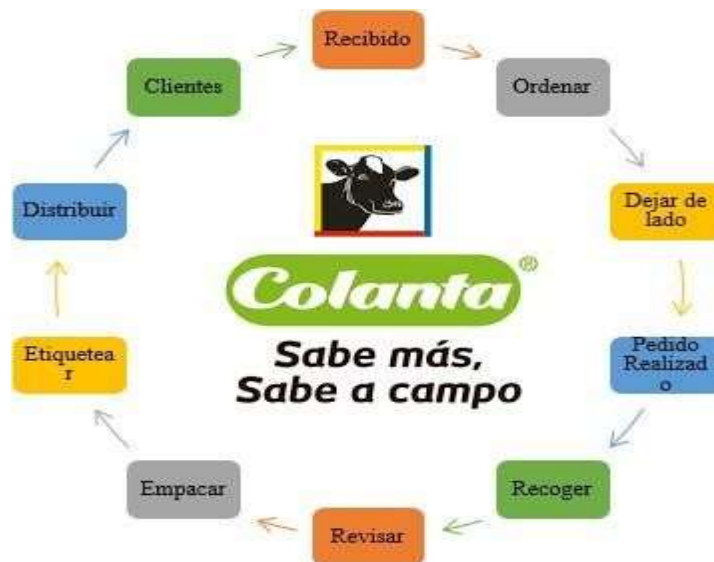 Recibido
Ordenar
Dejar de
lado
Pedido
Realizad
o
Recoger
Revisar
Empacar
Etiquetea
r
Distribuir
Clientes
Colanta®
Sabe más,
Sabe a campo